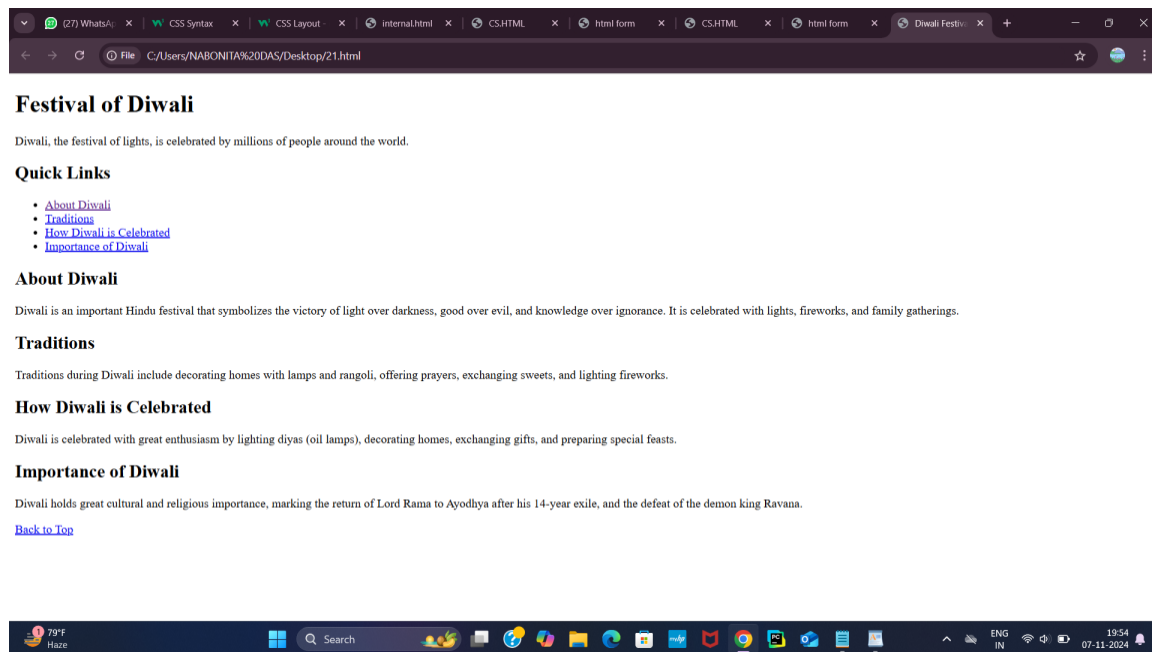 (27) WhatsAp
CSS Syntax
CSS Layout -
internal.html
CS.HTML
html form
CS.HTML
html form
Diwali Festiva
File C:/Users/NABONITA%20DAS/Desktop/21.html
Festival of Diwali
Diwali, the festival of lights, is celebrated by millions of people around the world.
Quick Links
• About Diwali
• Traditions
• How Diwali is Celebrated
• Importance of Diwali
About Diwali
Diwali is an important Hindu festival that symbolizes the victory of light over darkness, good over evil, and knowledge over ignorance. It is celebrated with lights, fireworks, and family gatherings.
Traditions
Traditions during Diwali include decorating homes with lamps and rangoli, offering prayers, exchanging sweets, and lighting fireworks.
How Diwali is Celebrated
Diwali is celebrated with great enthusiasm by lighting diyas (oil lamps), decorating homes, exchanging gifts, and preparing special feasts.
Importance of Diwali
Diwali holds great cultural and religious importance, marking the return of Lord Rama to Ayodhya after his 14-year exile, and the defeat of the demon king Ravana.
Back to Top
1
79°F
Haze
Search
ENG
IN
19:54
07-11-2024